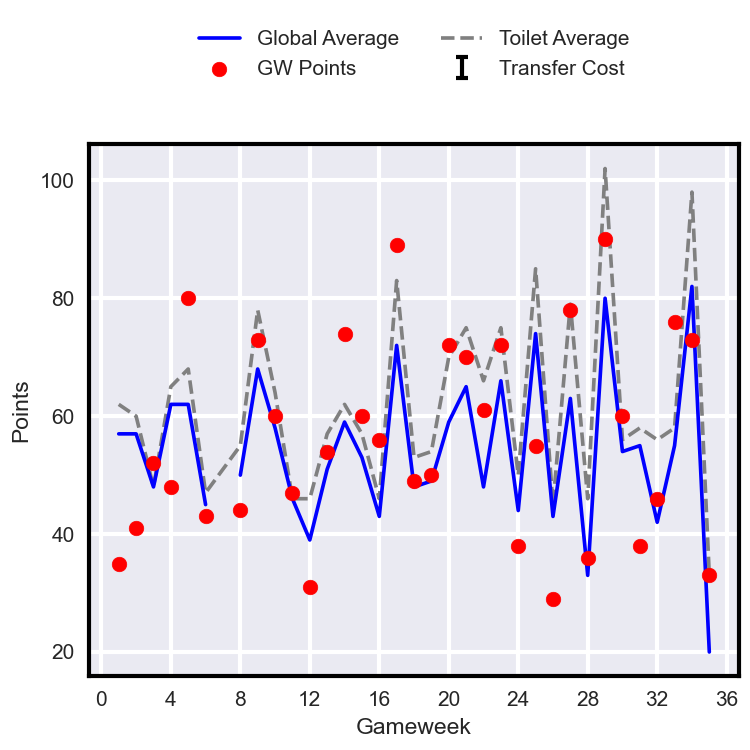 Global Average
Toilet Average
GW Points
Transfer Cost
100
80
60
40
20
Points
0 4 8 12 16 20 24 28 32 36
Gameweek